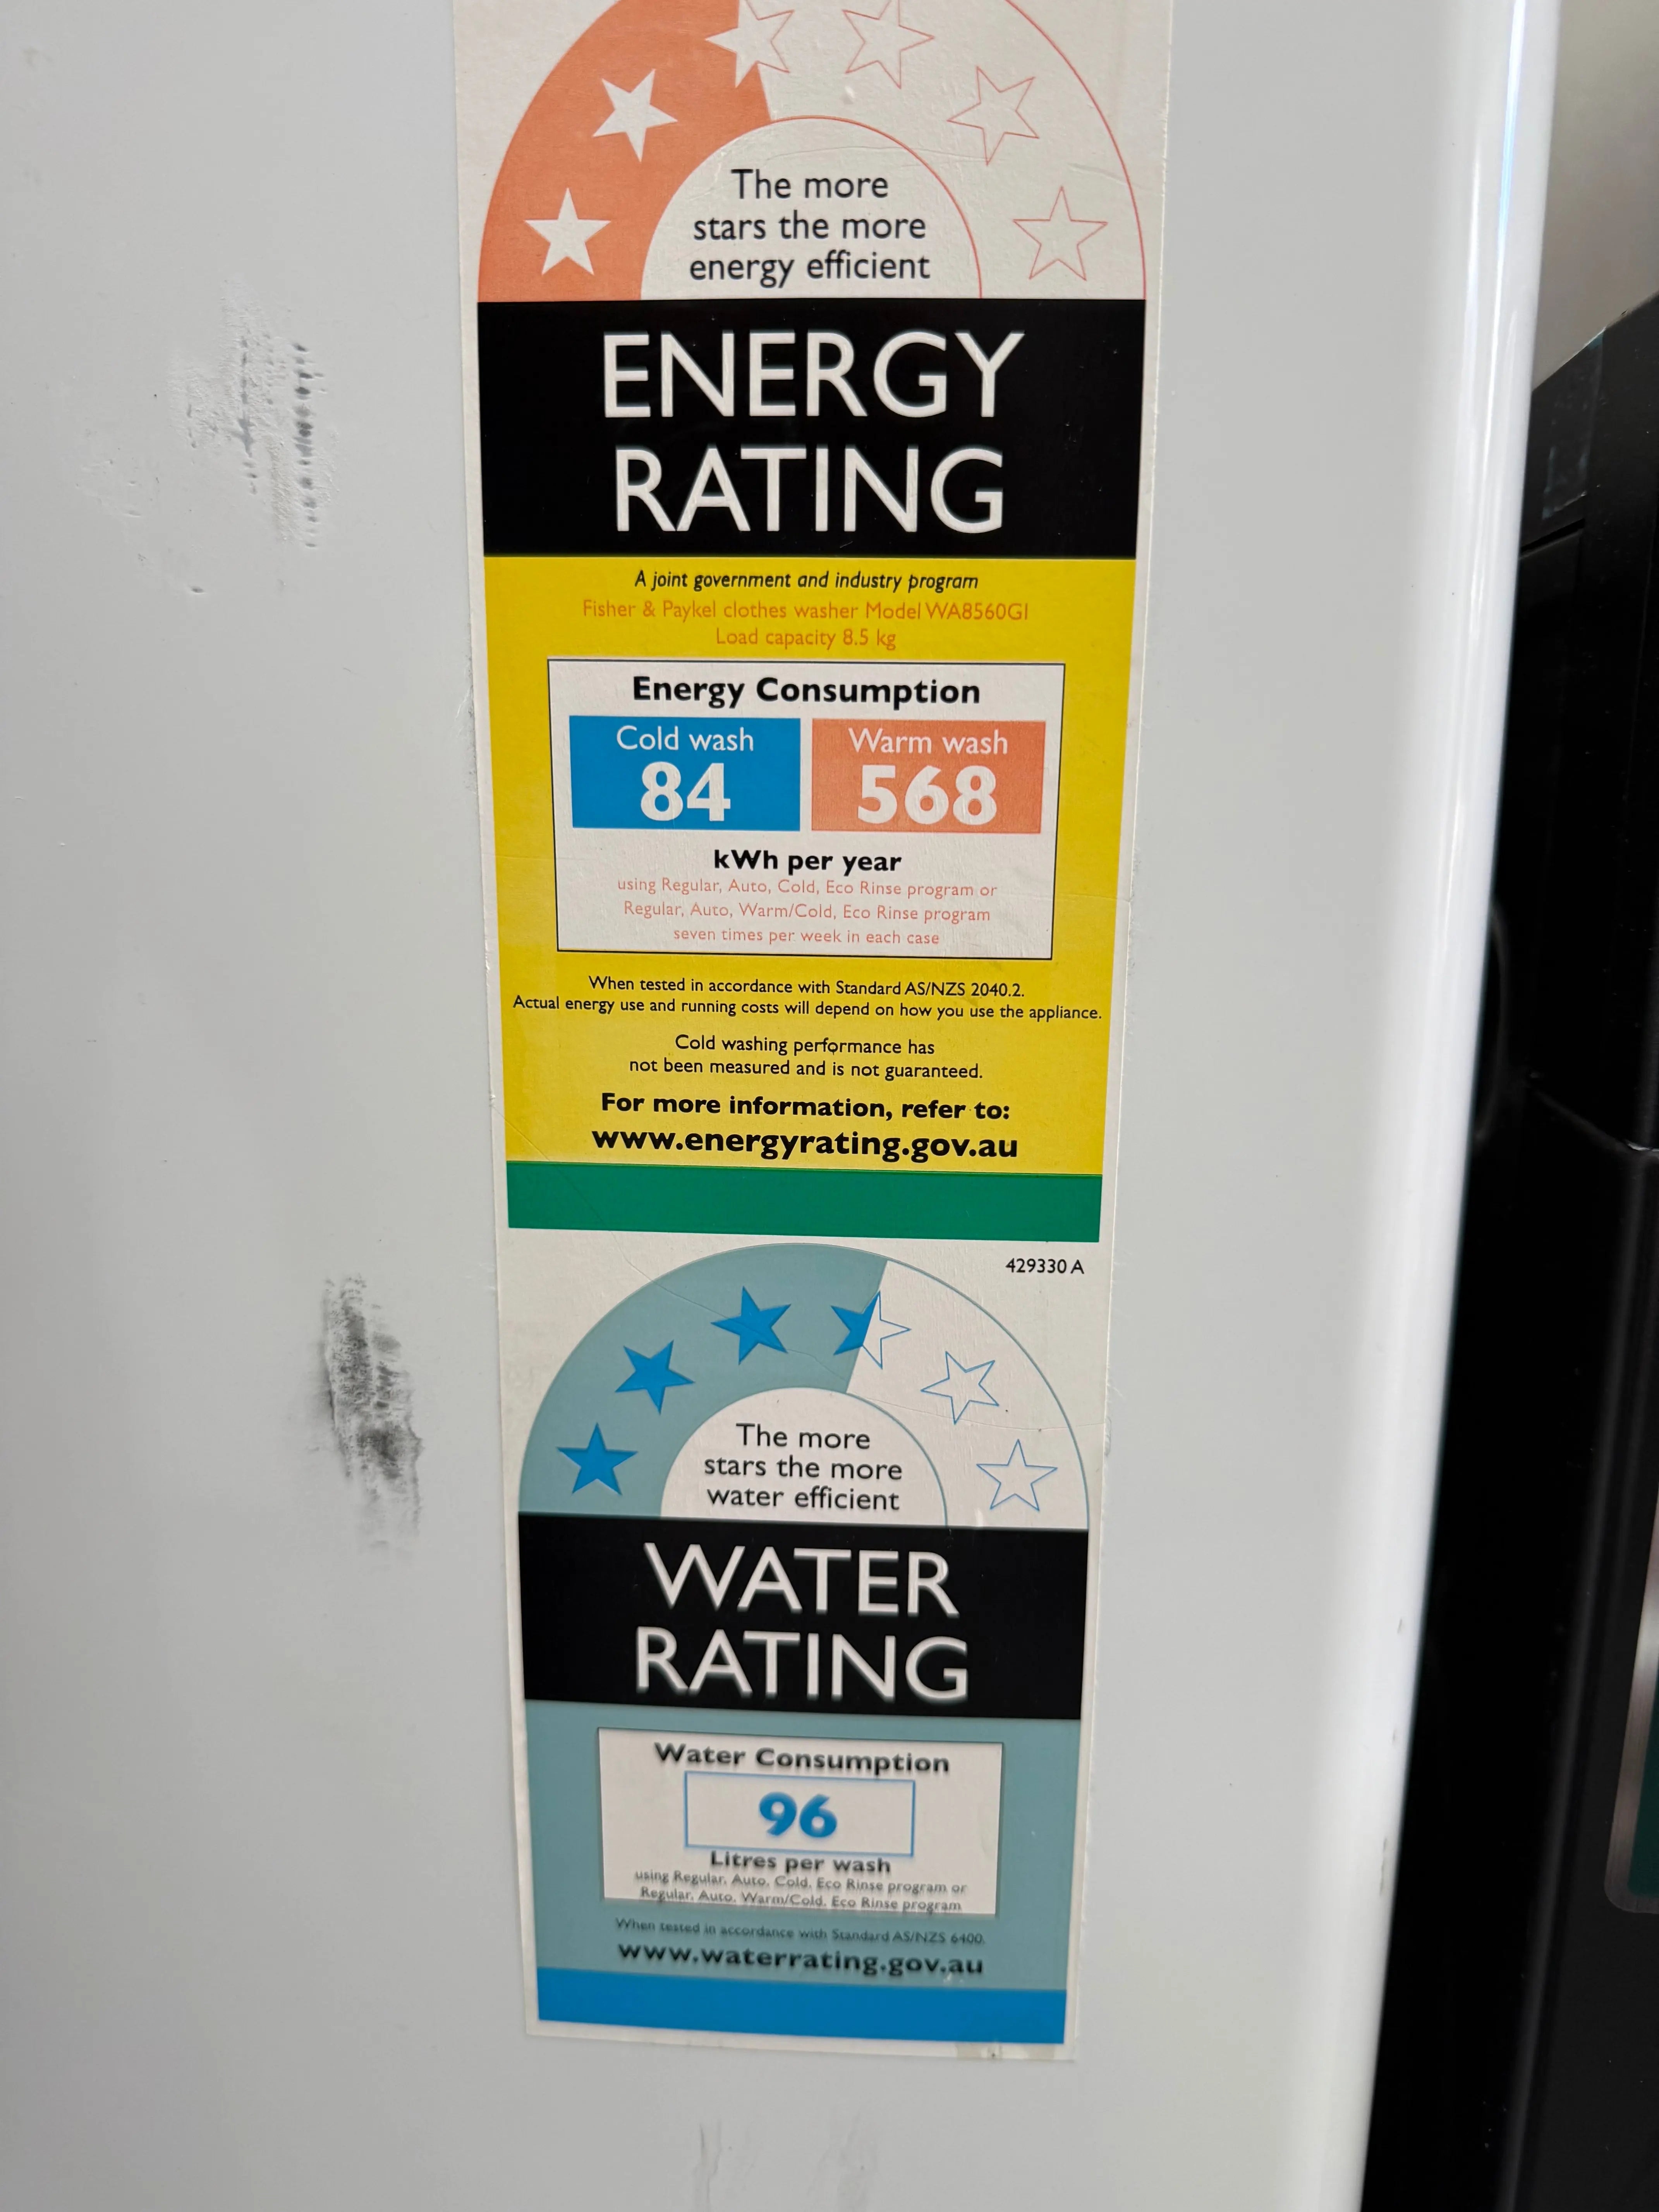 The more
stars the more
energy efficient
ENERGY
RATING
A joint government and industry program
Fisher & Paykel clothes washer Model WA8560GI
Load capacity 8.5 kg
Energy Consumption
Cold wash Warm wash
84 568
kWh per year
using Regular, Auto, Cold, Eco Rinse program or
Regular, Auto, Warm/Cold, Eco Rinse program
seven times per week in each case
When tested in accordance with Standard AS/NZS 2040.2.
Actual energy use and running costs will depend on how you use the appliance.
Cold washing performance has
not been measured and is not guaranteed.
For more information, refer to:
www.energyrating.gov.au
429330 A
The more
stars the more
water efficient
WATER
RATING
Water Consumption
96
Litres per wash
using Regular, Auto, Cold, Eco Rinse program or
Regular, Auto, Warm/Cold, Eco Rinse program
When tested in accordance with Standard AS/NZS 6400.
www.waterrating.gov.au